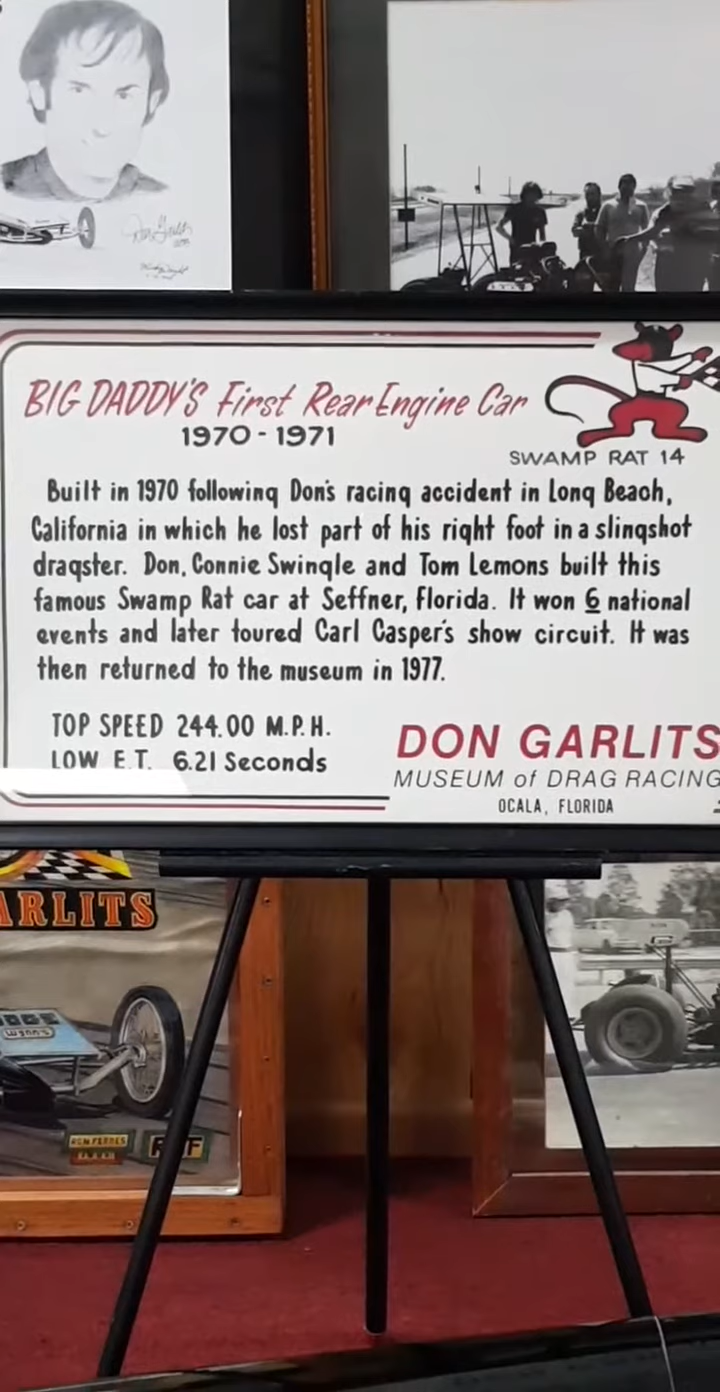 BIG DADDY'S First Rear Engine Car
1970 - 1971
SWAMP RAT 14
Built in 1970 following Don's racing accident in Long Beach,
California in which he lost part of his right foot in a slingshot
dragster. Don, Connie Swingle and Tom Lemons built this
famous Swamp Rat car at Seffner, Florida. It won 6 national
events and later toured Carl Casper's show circuit. It was
then returned to the museum in 1977.
TOP SPEED 244.00 M.P.H.
LOW E.T. 6.21 Seconds
DON GARLITS
MUSEUM of DRAG RACING
OCALA, FLORIDA
ARLITS